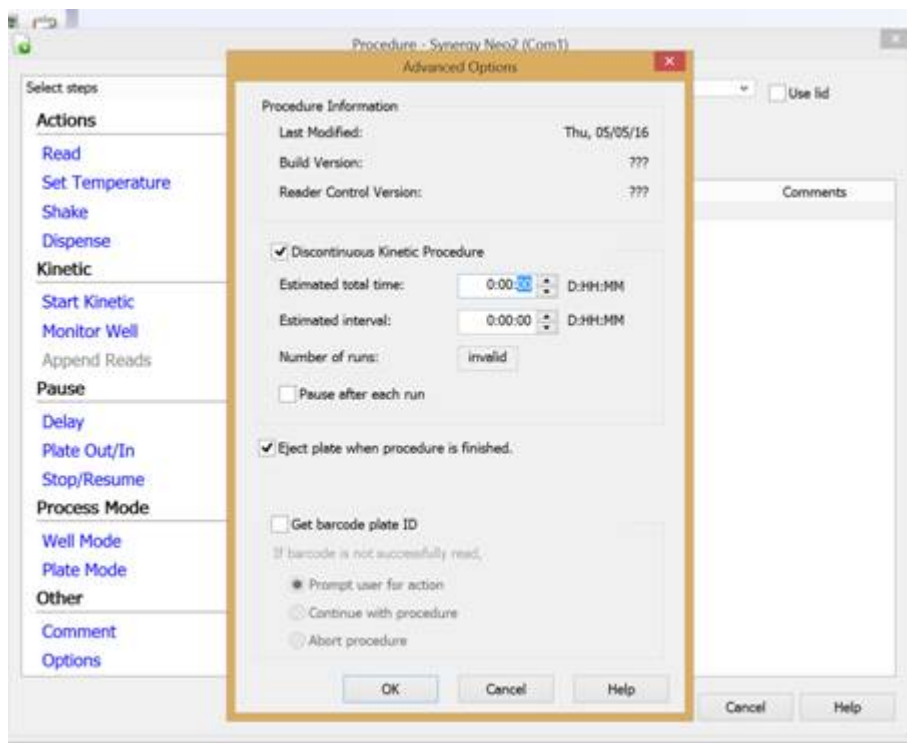 Procedure - Synergy Neo2 (Com1)
Advanced Options
Select steps
Use lid
Actions
Read
Set Temperature
Shake
Dispense
Kinetic
Start Kinetic
Monitor Well
Append Reads
Pause
Delay
Plate Out/In
Stop/Resume
Process Mode
Well Mode
Plate Mode
Other
Comment
Options
Procedure Information
Last Modified: Thu, 05/05/16
Build Version: ???
Reader Control Version: ???
Discontinuous Kinetic Procedure
Estimated total time: 0:00:00 D:HH:MM
Estimated interval: 0:00:00 D:HH:MM
Number of runs: invalid
Pause after each run
Eject plate when procedure is finished.
Get barcode plate ID
If barcode is not successfully read,
Prompt user for action
Continue with procedure
Abort procedure
OK Cancel Help
Comments
Cancel Help